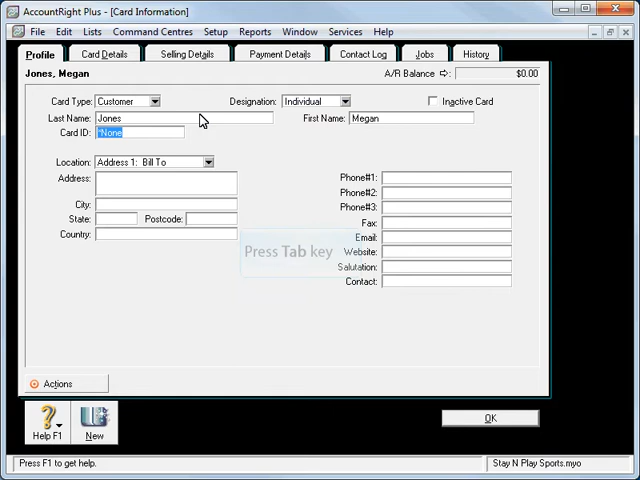 AccountRight Plus - [Card Information]
File Edit Lists Command Centres Setup Reports Window Services Help
Profile Card Details Selling Details Payment Details Contact Log Jobs History
Jones, Megan A/R Balance $0.00
Card Type: Customer Designation: Individual Inactive Card
Last Name: Jones First Name: Megan
Card ID: *None
Location: Address 1: Bill To
Address: Phone#1:
Phone#2:
City: Phone#3:
State: Postcode: Fax:
Country: Email:
Press Tab key Website:
Salutation:
Contact:
Actions
Help F1 New OK
Press F1 to get help. Stay N Play Sports.myo